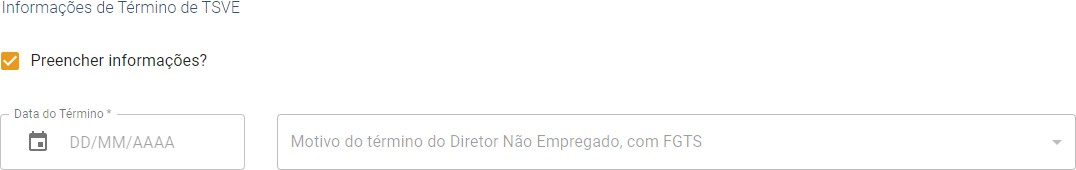 Informações de Término de TSVE
Preencher informações?
Data do Término *
DD/MM/AAAA
Motivo do término do Diretor Não Empregado, com FGTS